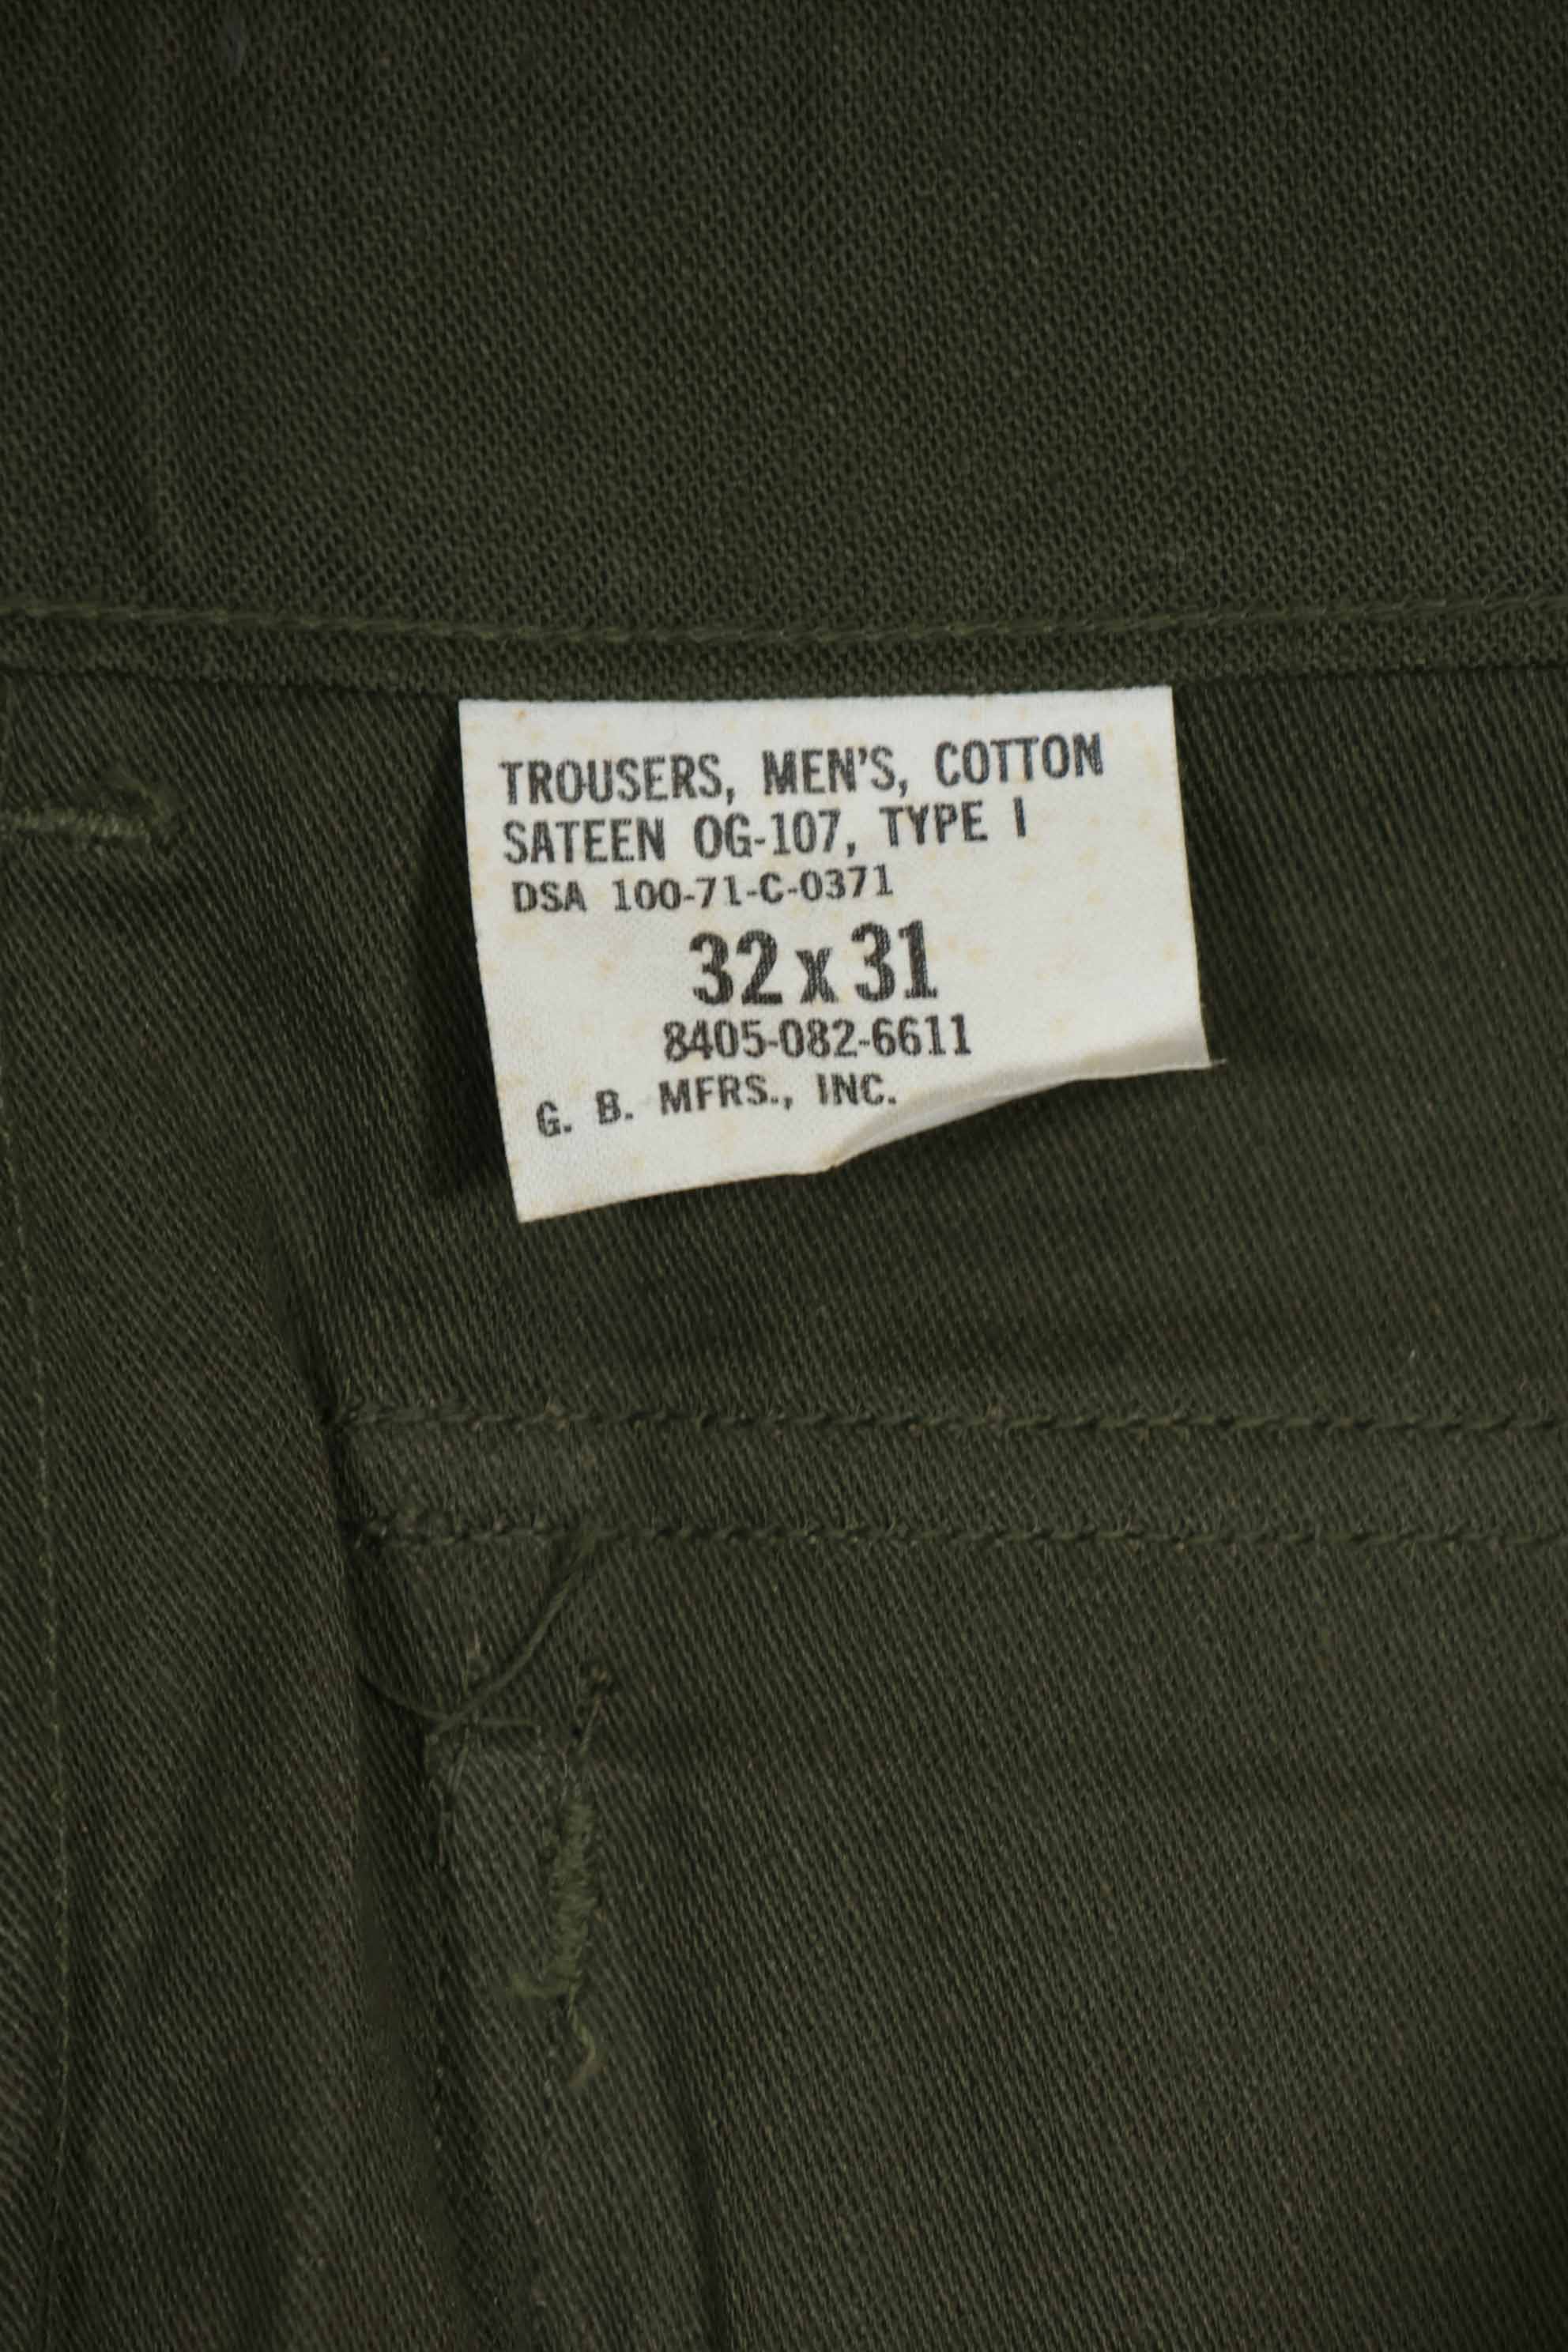 TROUSERS, MEN'S, COTTON
SATEEN OG-107, TYPE I
DSA 100-71-C-0371
32 x 31
8405-082-6611
G. B. MFRS., INC.